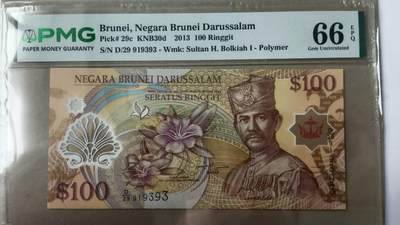 PMG
PAPER MONEY GUARANTY
Brunei, Negara Brunei Darussalam
Pick# 29c KNB30d 2013 100 Ringgit
S/N D/29 919393 - Wmk: Sultan H. Bolkiah I - Polymer
66 EPQ
Gem Uncirculated
NEGARA BRUNEI DARUSSALAM
SERATUS RINGGIT
$100
$100
D/29 919393